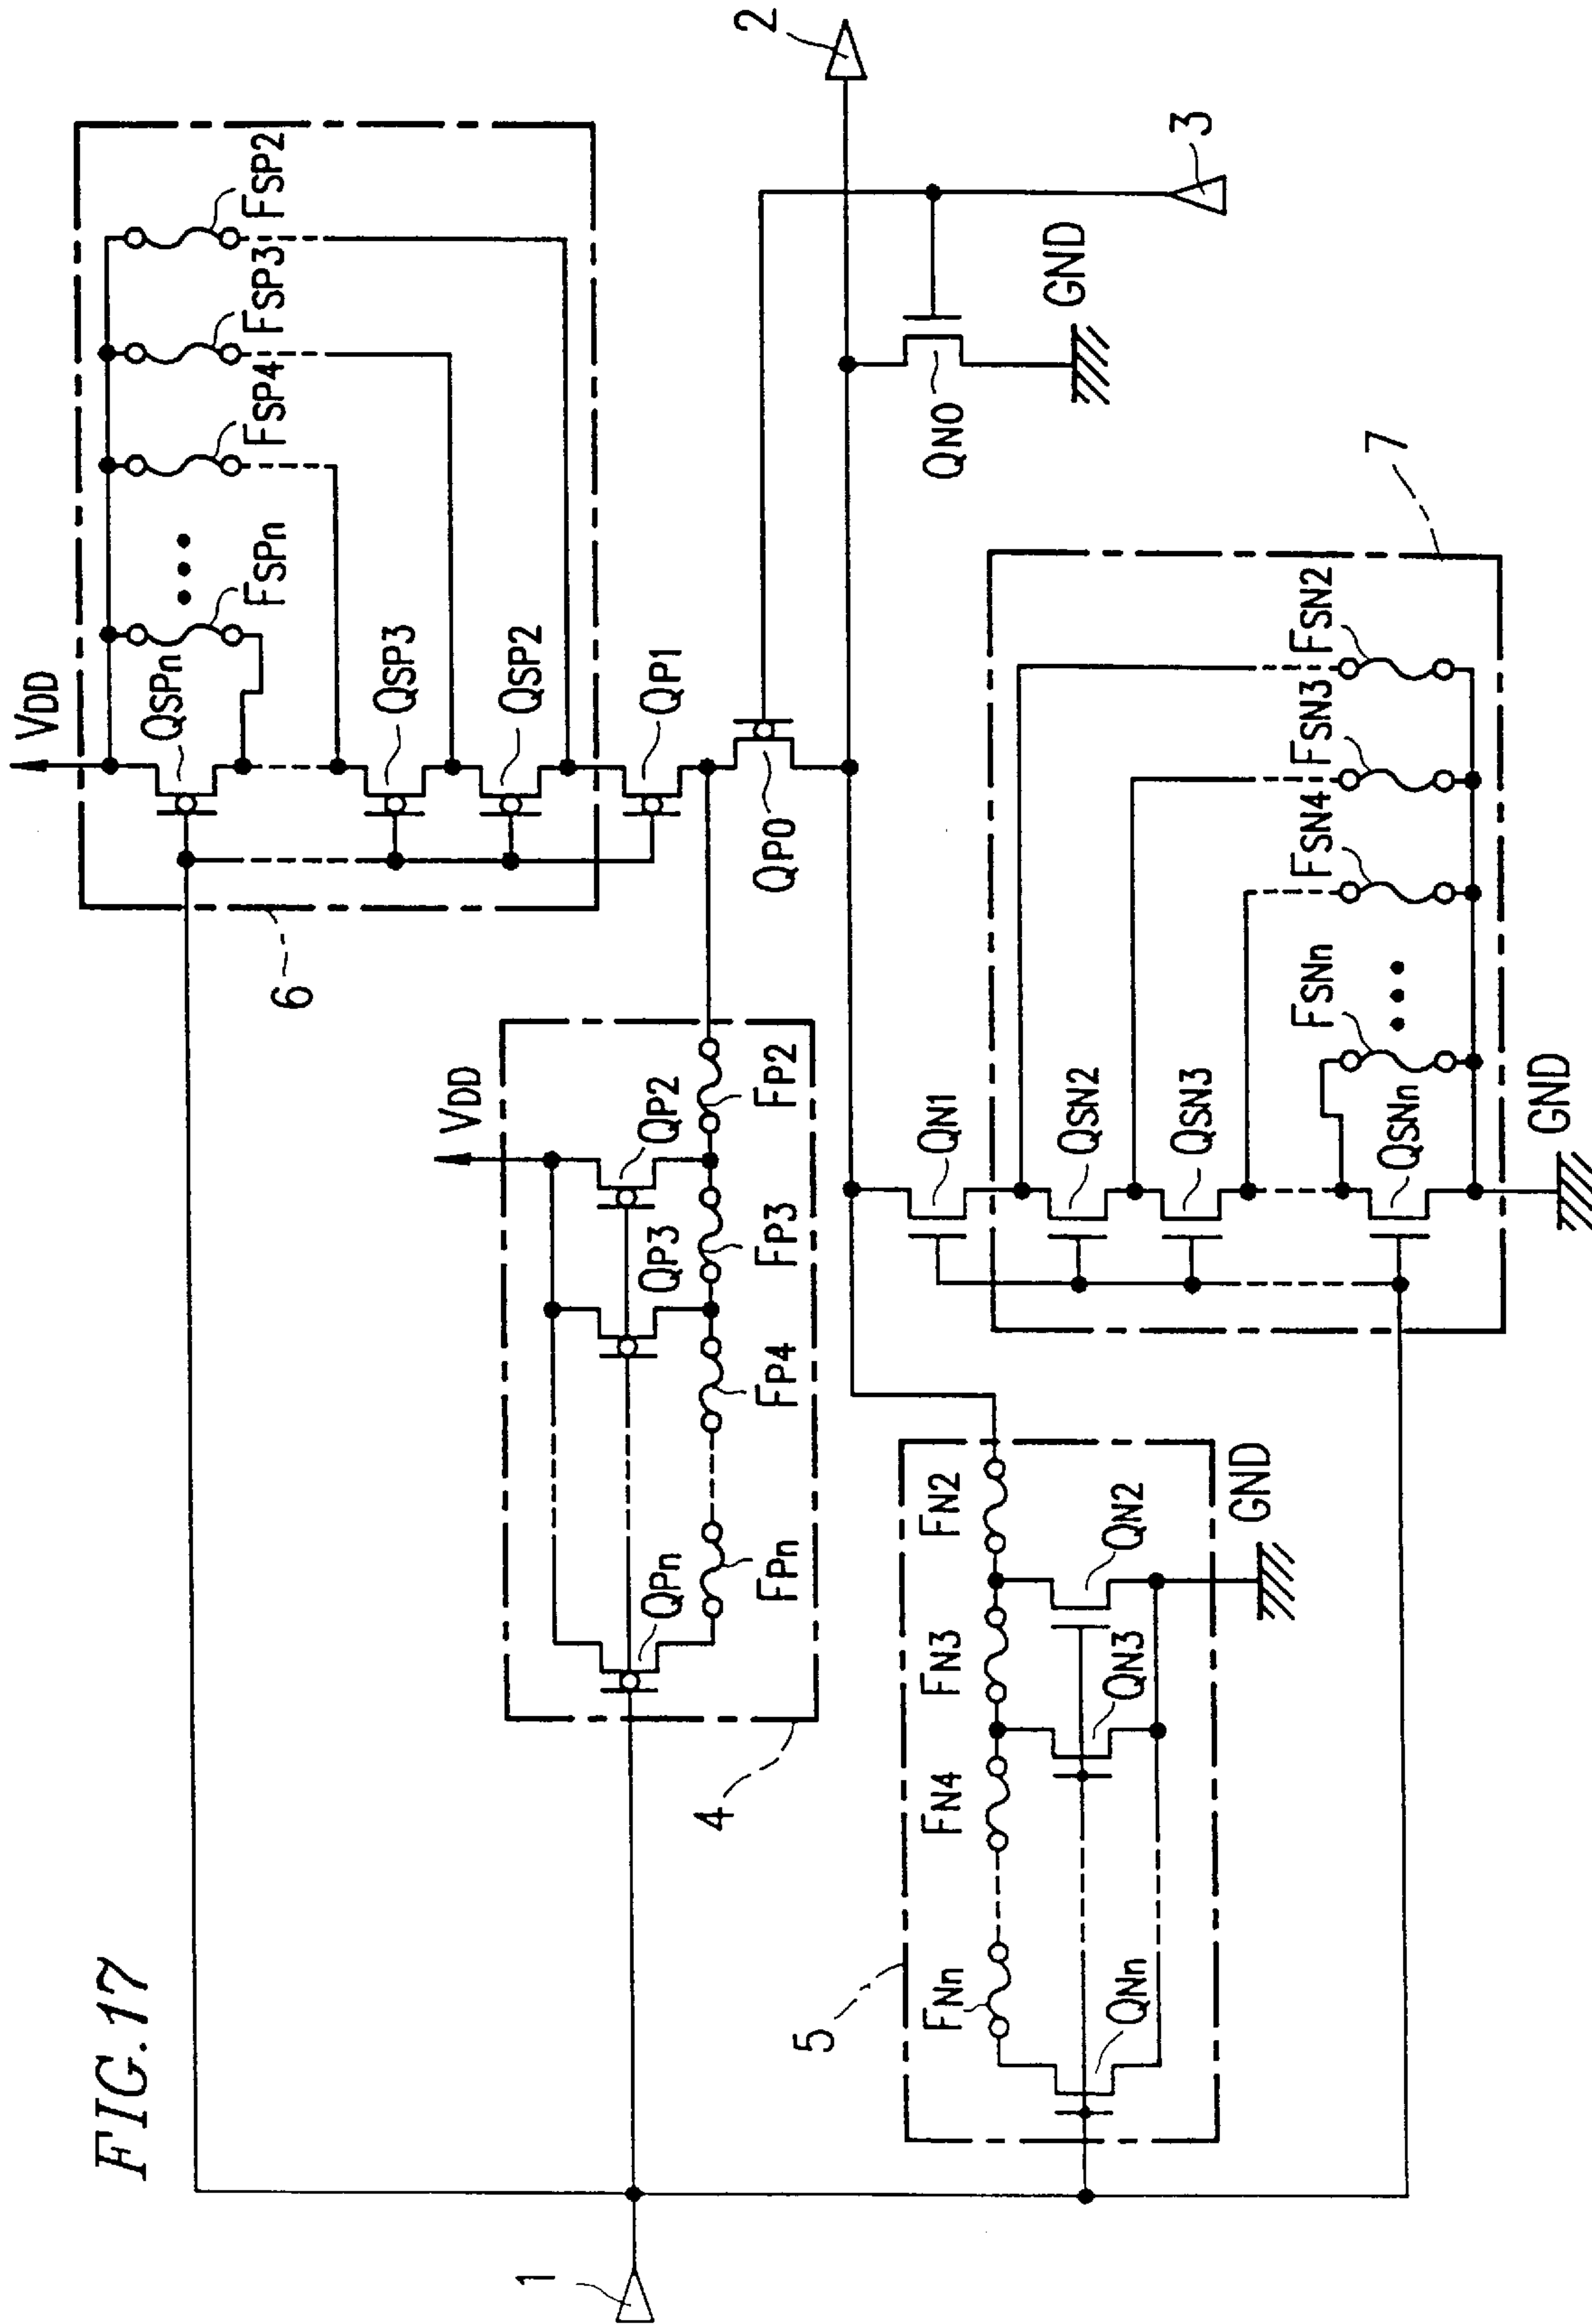 FIG.17
VDD
QSPn
FSPn
FSP4
FSP3
FSP2
QSP3
QSP2
6
QP1
VDD
QP2
QP3
QPn
FP2
FP3
FP4
FPn
4
QP0
2
3
QN0
GND
1
5
FNn
FN4
FN3
FN2
QN2
QN3
QNn
GND
QN1
QSN2
QSN3
QSNn
FSNn
FSN4
FSN3
FSN2
7
GND